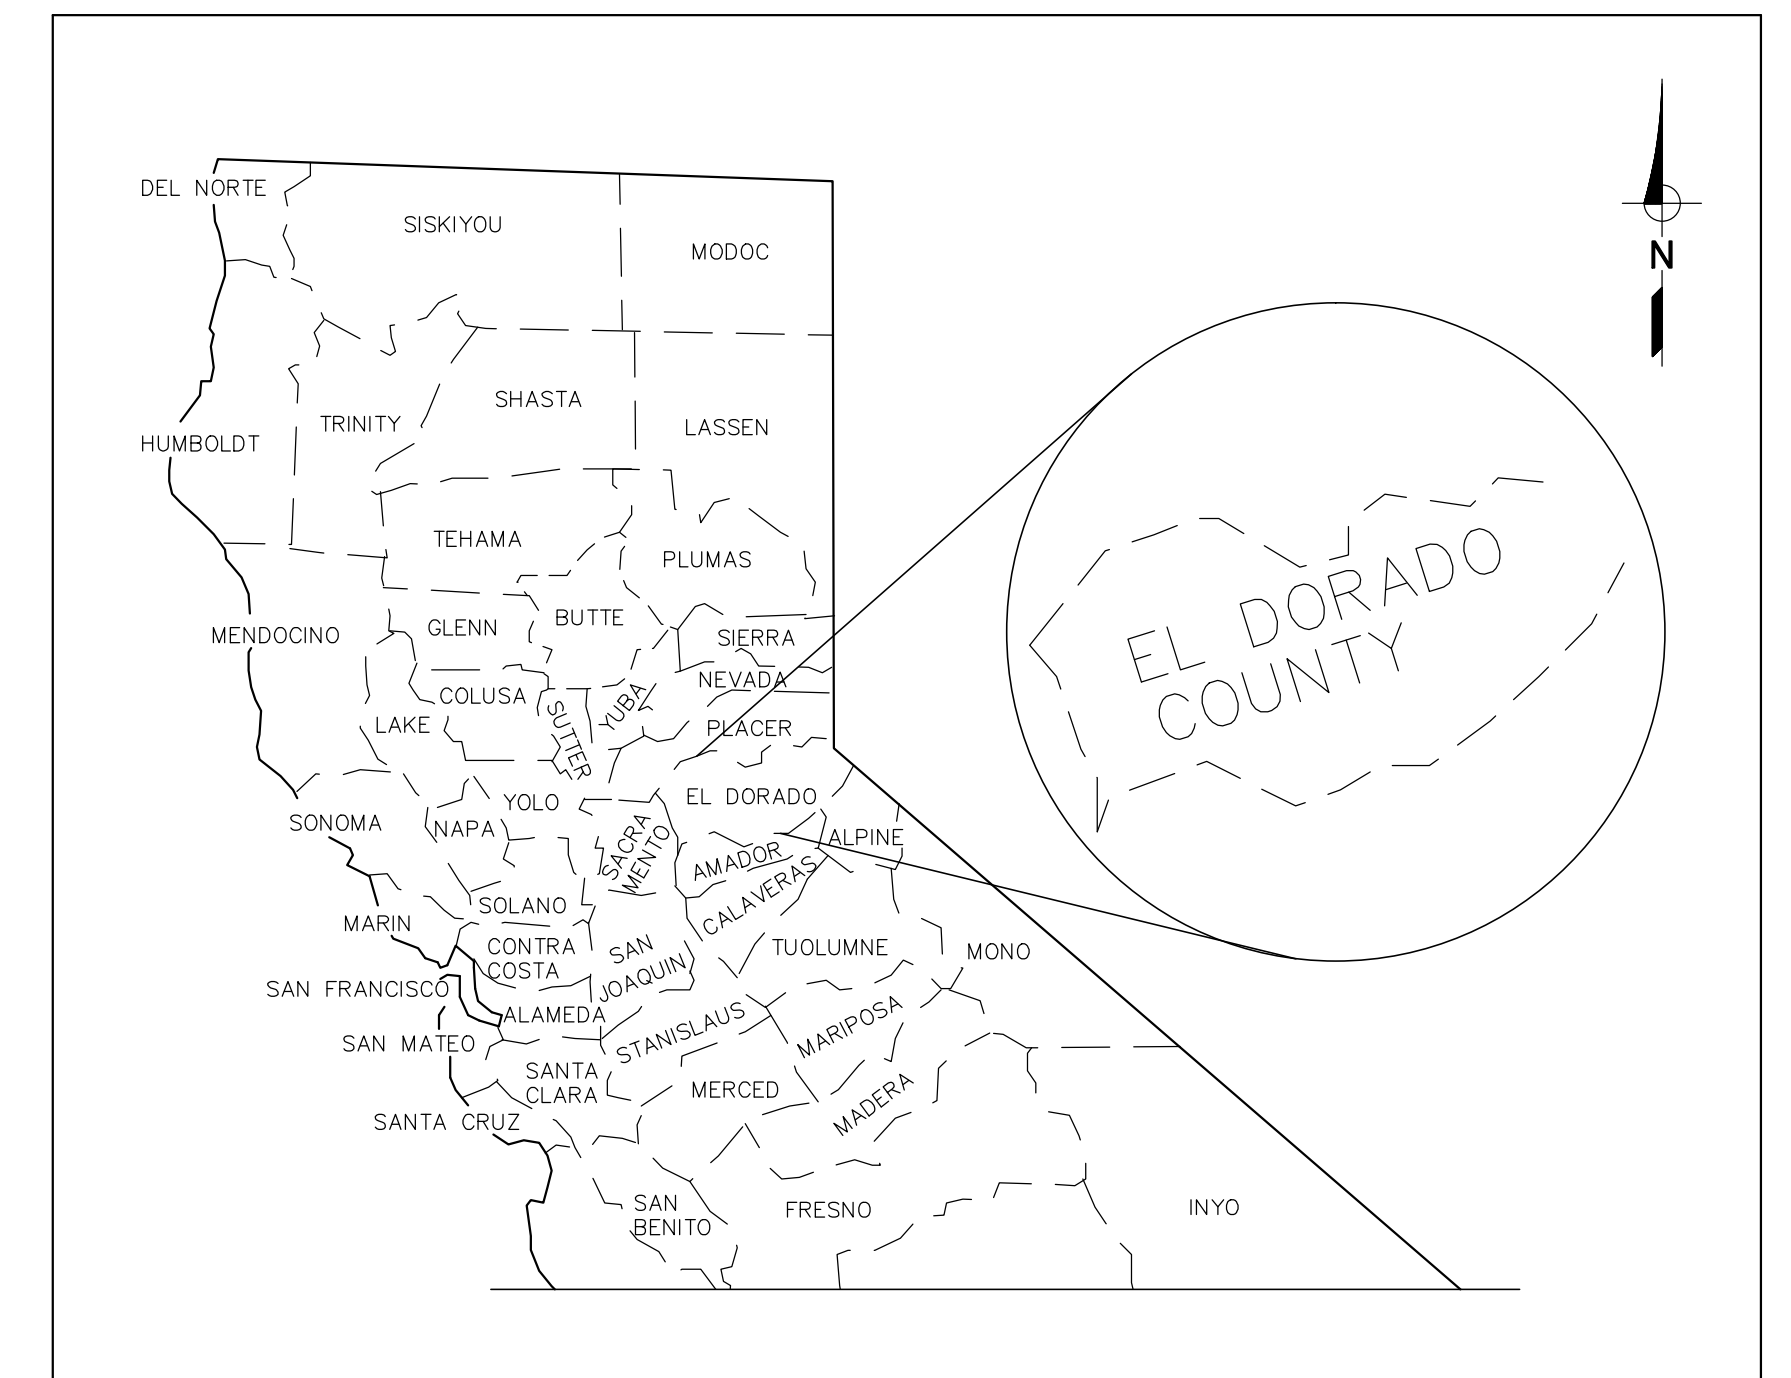 DEL NORTE
SISKIYOU
MODOC
N
HUMBOLDT
TRINITY
SHASTA
LASSEN
TEHAMA
PLUMAS
MENDOCINO
GLENN
BUTTE
SIERRA
COLUSA
NEVADA
LAKE
SUTTER
YUBA
PLACER
EL DORADO
COUNTY
SONOMA
NAPA
YOLO
EL DORADO
SACRA
MENTO
AMADOR
ALPINE
CALAVERAS
MARIN
SOLANO
CONTRA
COSTA
SAN
JOAQUIN
TUOLUMNE
MONO
SAN FRANCISCO
ALAMEDA
STANISLAUS
MARIPOSA
SAN MATEO
SANTA
CLARA
MERCED
MADERA
SANTA CRUZ
SAN
BENITO
FRESNO
INYO